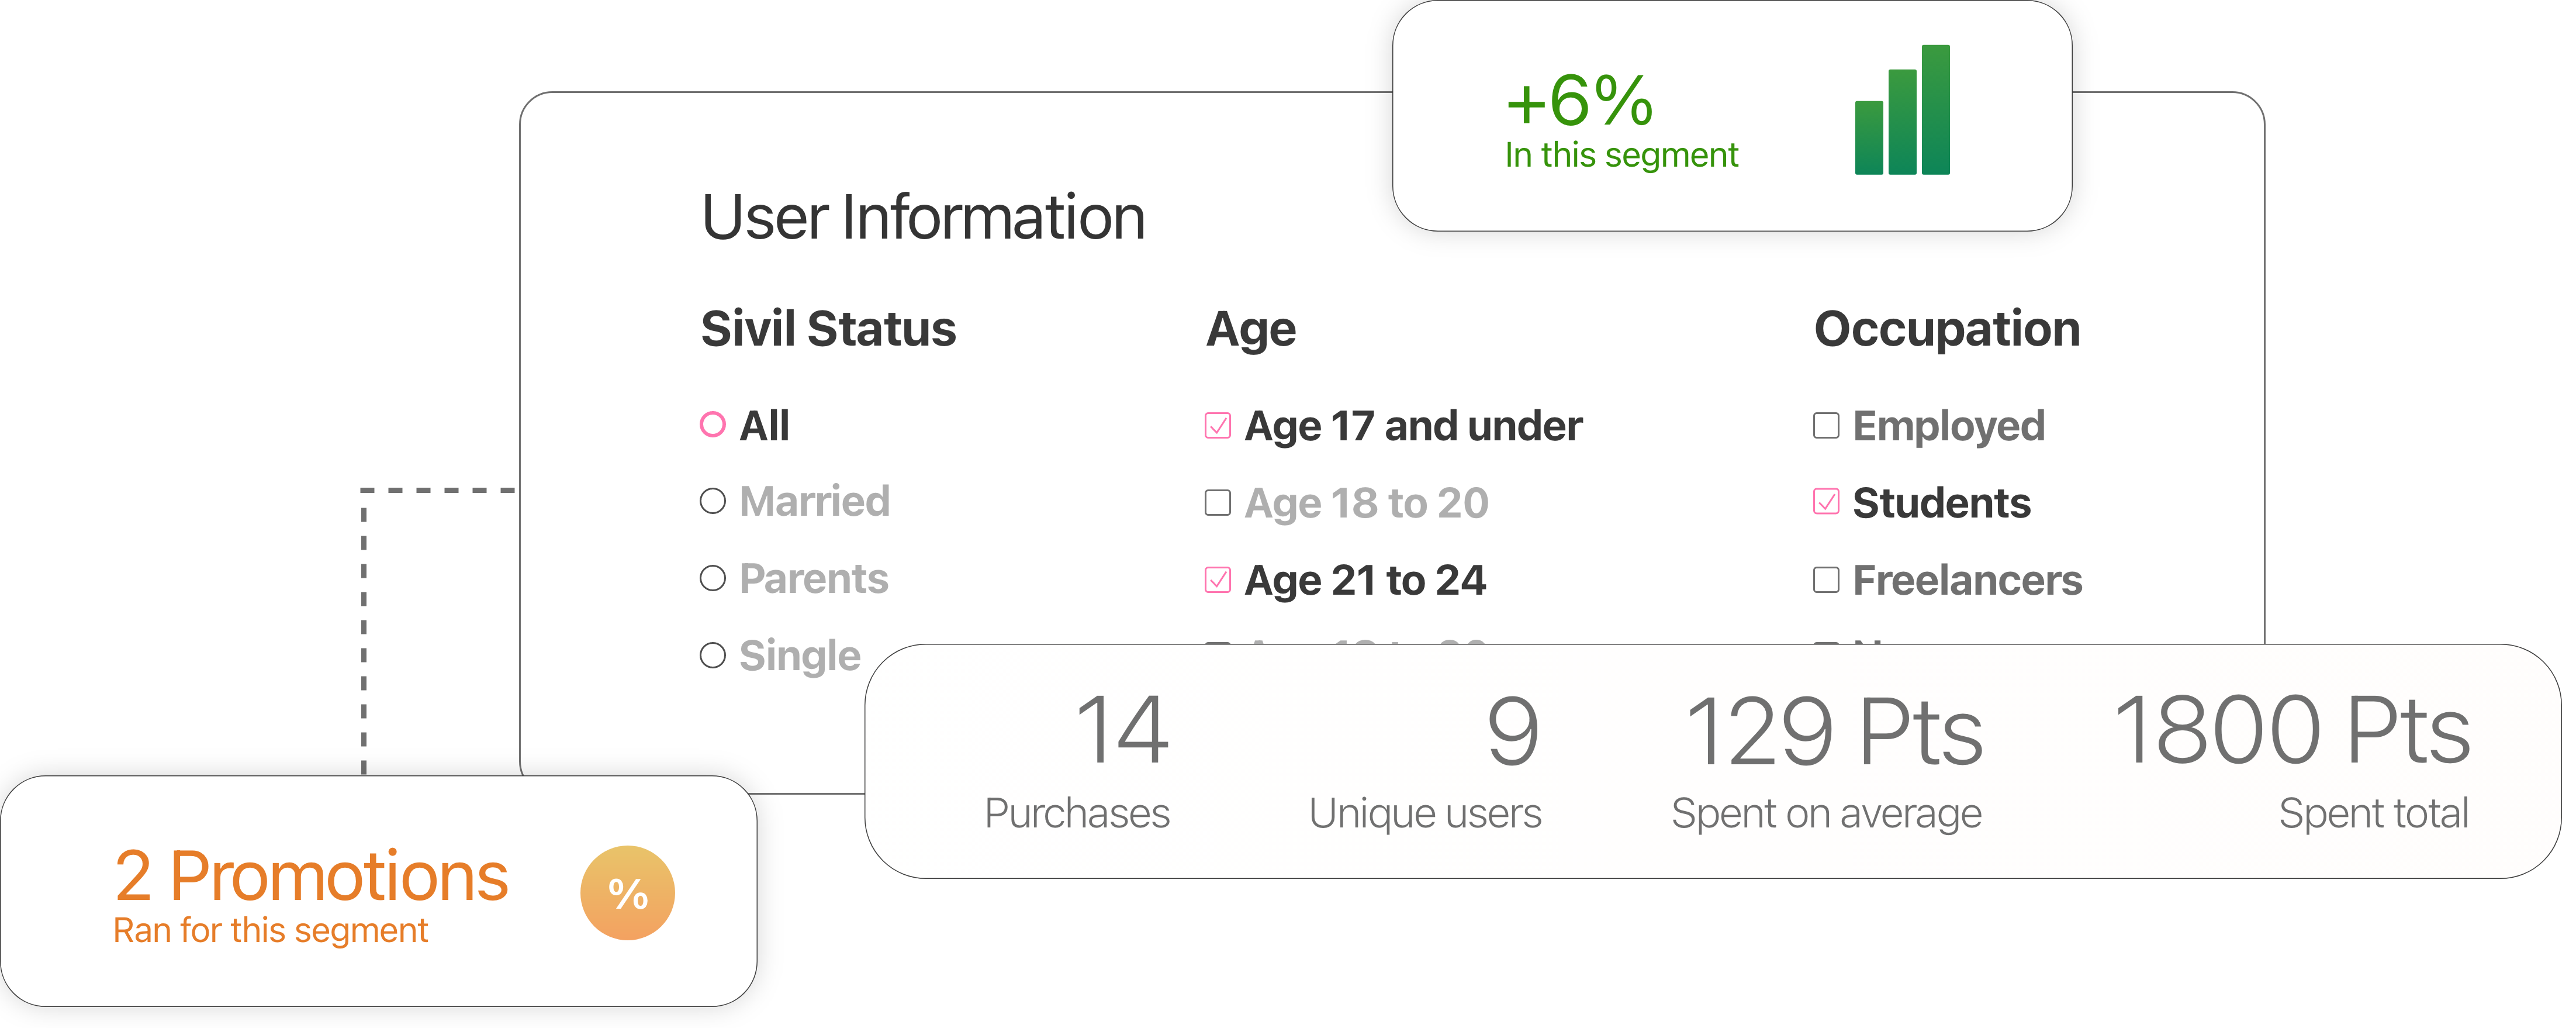 +6%
In this segment
User Information
Sivil Status
All
Married
Parents
Single
Age
Age 17 and under
Age 18 to 20
Age 21 to 24
Occupation
Employed
Students
Freelancers
14
Purchases
9
Unique users
129 Pts
Spent on average
1800 Pts
Spent total
2 Promotions
Ran for this segment
%